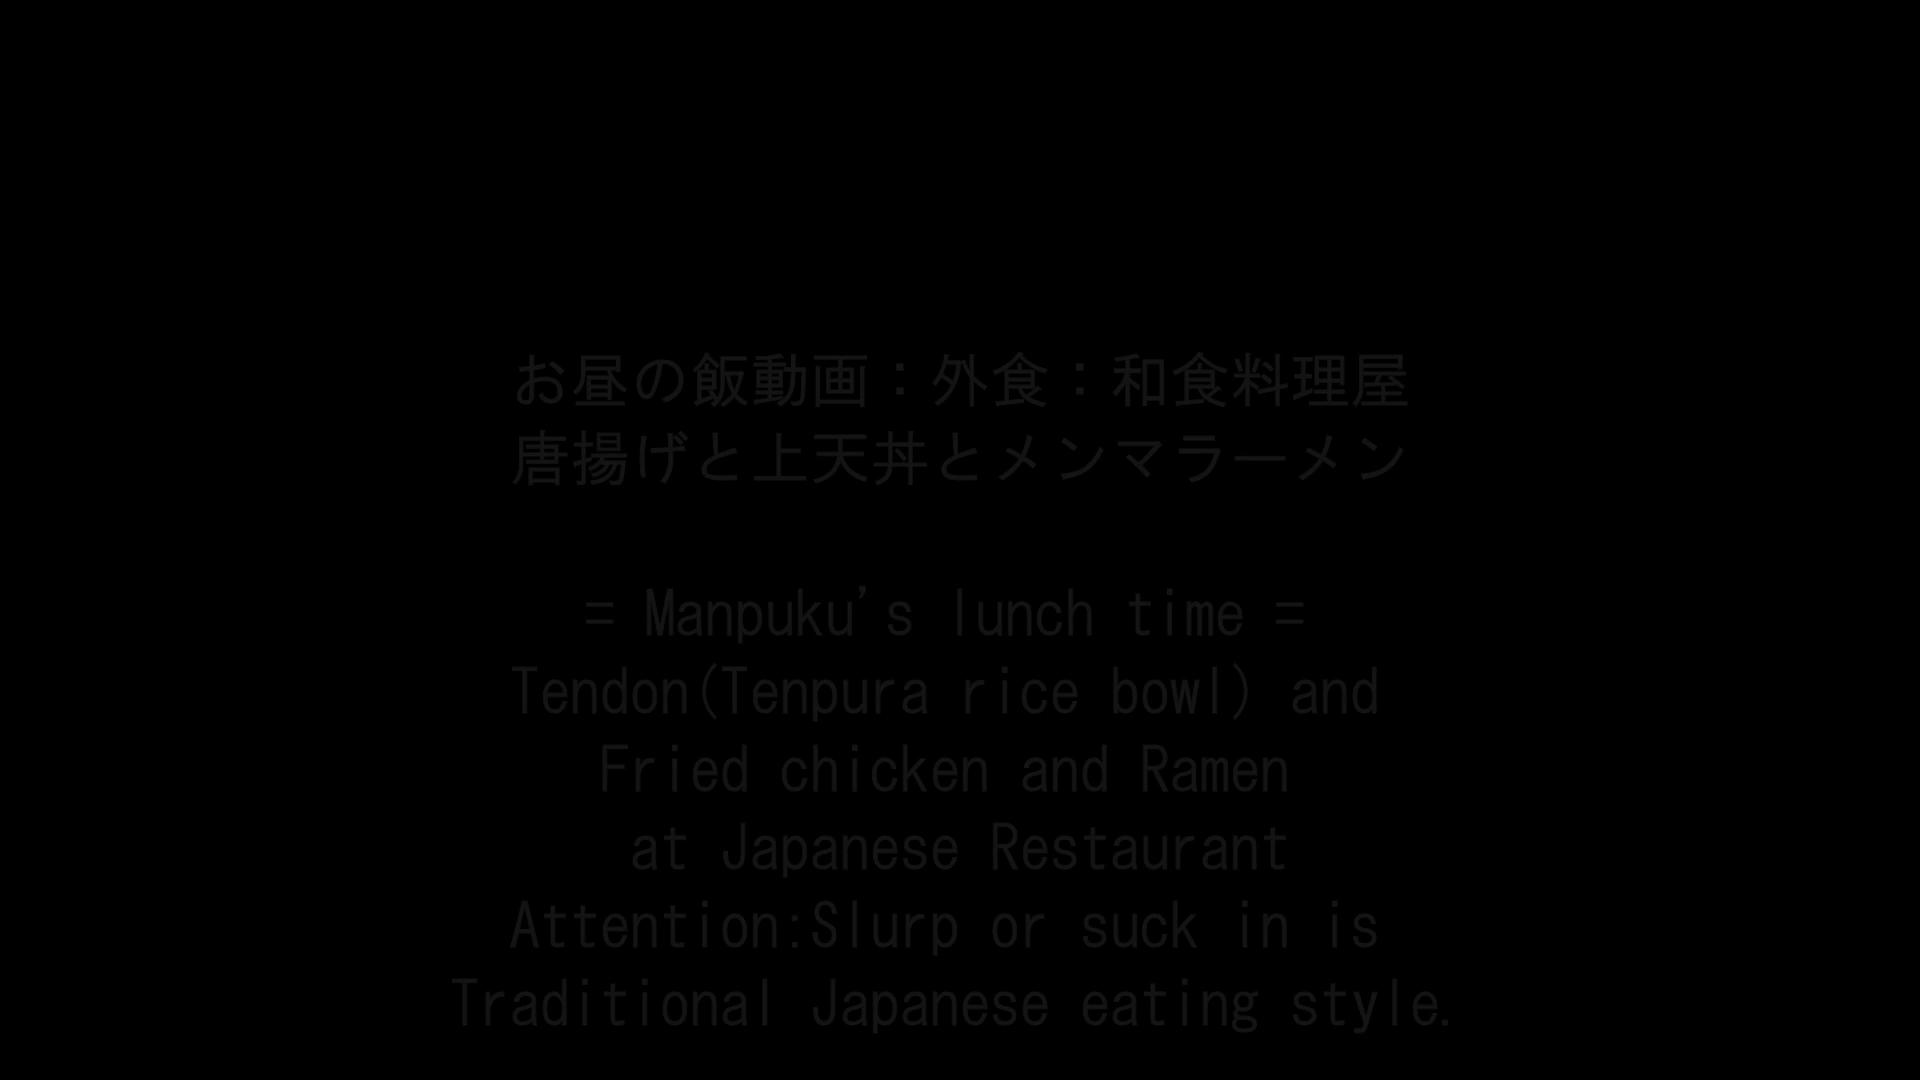 お昼の飯動画：外食：和食料理屋
唐揚げと上天丼とメンマラーメン
= Manpuku's lunch time =
Tendon(Tenpura rice bowl) and
Fried chicken and Ramen
at Japanese Restaurant
Attention:Slurp or suck in is
Traditional Japanese eating style.